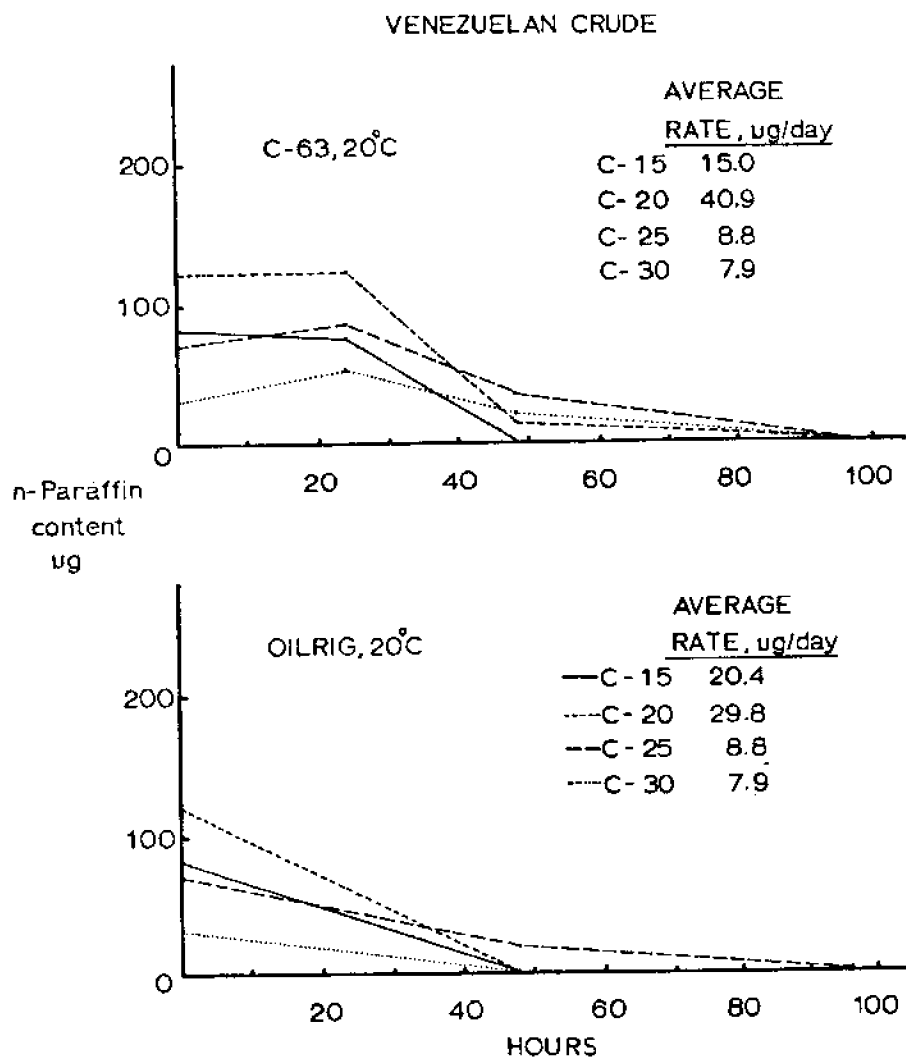 VENEZUELAN CRUDE
C-63, 20°C
AVERAGE
RATE, ug/day
C-15 15.0
C-20 40.9
C-25 8.8
C-30 7.9
200
100
0
20 40 60 80 100
n-Paraffin
content
ug
OILRIG, 20°C
AVERAGE
RATE, ug/day
C-15 20.4
C-20 29.8
C-25 8.8
C-30 7.9
200
100
0
20 40 60 80 100
HOURS